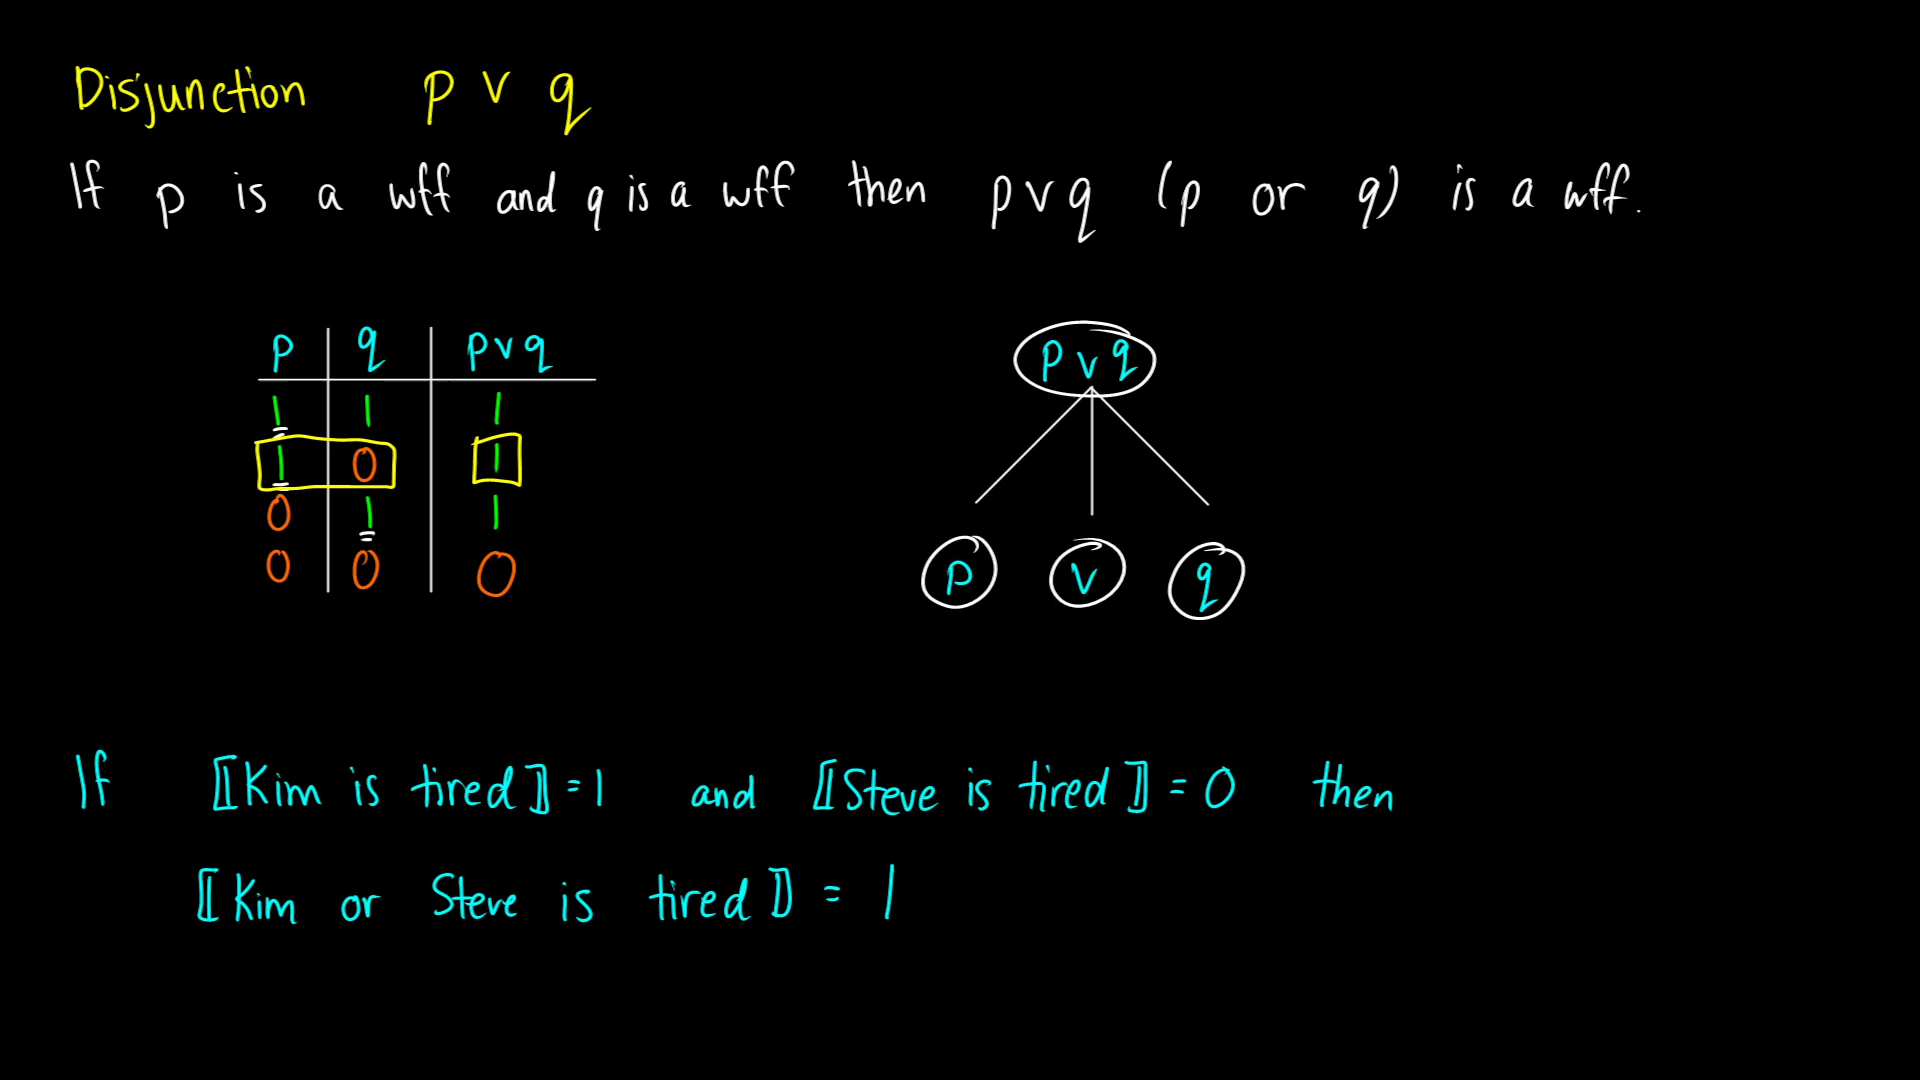 Disjunction p ∨ q
If p is a wff and q is a wff then p ∨ q (p or q) is a wff.
p q p ∨ q
1 1 1
1 0 1
0 1 1
0 0 0
p ∨ q
p ∨ q
If ⟦Kim is tired⟧ = 1 and ⟦Steve is tired⟧ = 0 then
⟦Kim or Steve is tired⟧ = 1